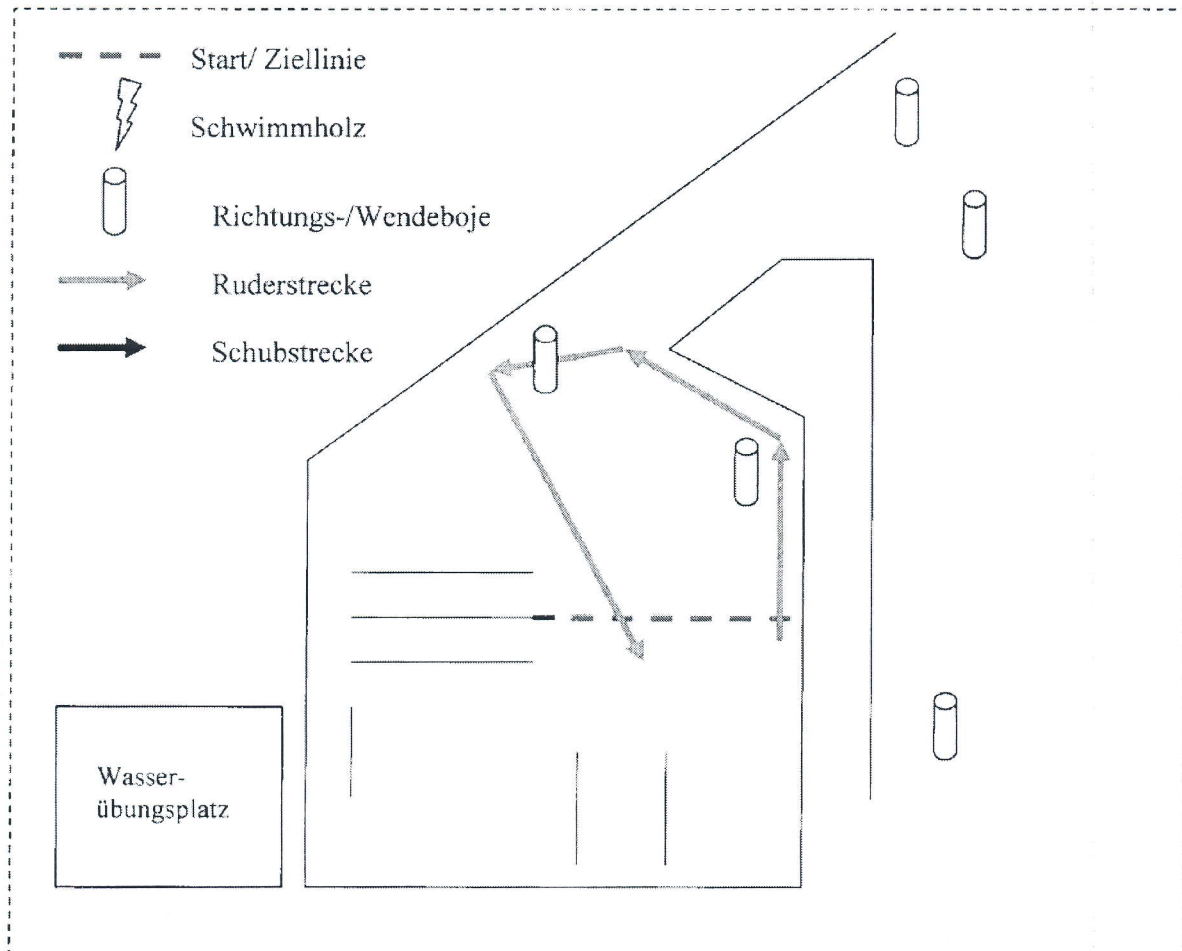 Start/ Ziellinie
Schwimmholz
Richtungs-/Wendeboje
Ruderstrecke
Schubstrecke
Wasser-
übungsplatz